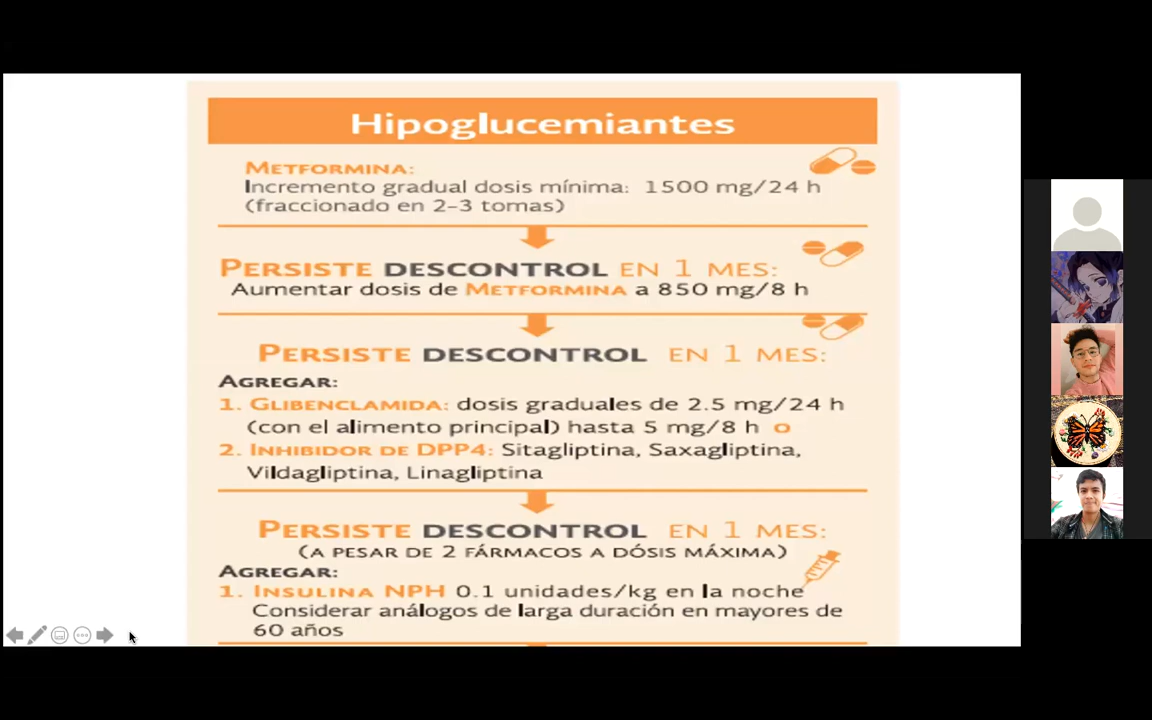 Hipoglucemiantes
METFORMINA:
Incremento gradual dosis mínima: 1500 mg/24 h
(fraccionado en 2-3 tomas)
PERSISTE DESCONTROL EN 1 MES:
Aumentar dosis de METFORMINA a 850 mg/8 h
PERSISTE DESCONTROL EN 1 MES:
AGREGAR:
1. GLIBENCLAMIDA: dosis graduales de 2.5 mg/24 h
(con el alimento principal) hasta 5 mg/8 h o
2. INHIBIDOR DE DPP4: Sitagliptina, Saxagliptina,
Vildagliptina, Linagliptina
PERSISTE DESCONTROL EN 1 MES:
(A PESAR DE 2 FÁRMACOS A DÓSIS MÁXIMA)
AGREGAR:
1. INSULINA NPH 0.1 unidades/kg en la noche
Considerar análogos de larga duración en mayores de
60 años